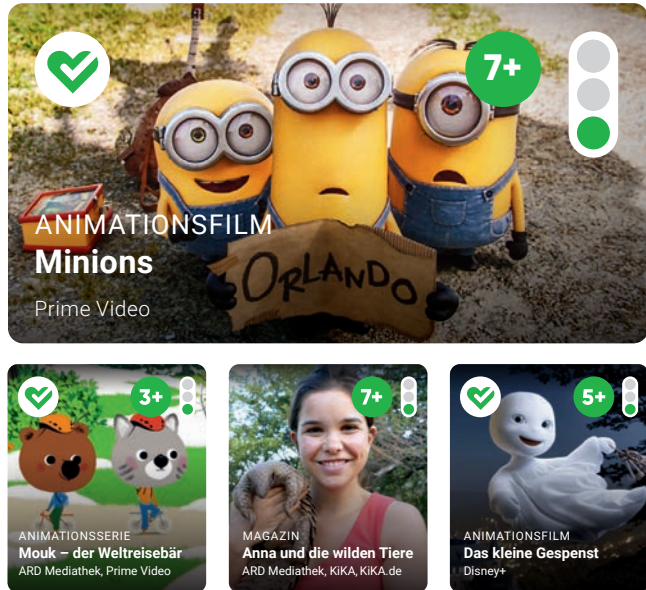 7+
ORLANDO
ANIMATIONSFILM
Minions
Prime Video
3+
ANIMATIONSSERIE
Mouk – der Weltreisebär
ARD Mediathek, Prime Video
7+
MAGAZIN
Anna und die wilden Tiere
ARD Mediathek, KiKA, KiKA.de
5+
ANIMATIONSFILM
Das kleine Gespenst
Disney+